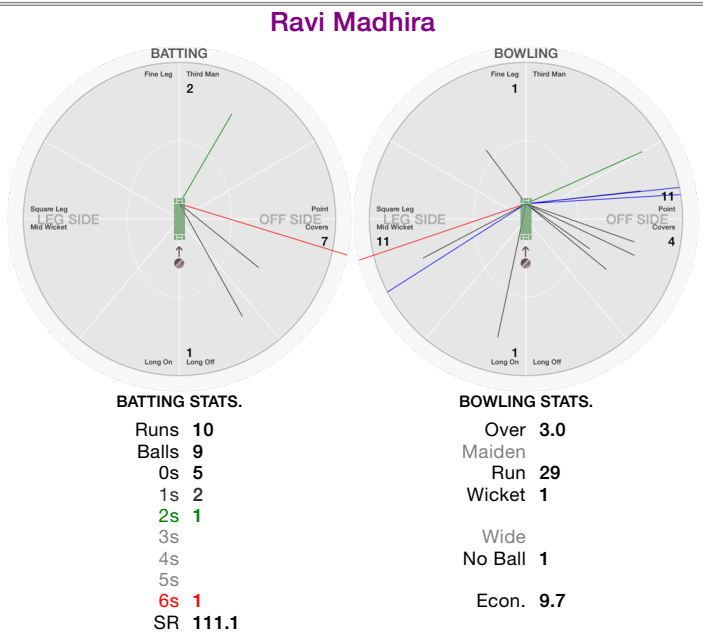 Ravi Madhira
BATTING
Fine Leg Third Man
2
Square Leg
LEG SIDE
Mid Wicket
Point
OFF SIDE
Covers
7
1
Long On Long Off
BOWLING
Fine Leg Third Man
1
Square Leg
LEG SIDE
Mid Wicket
11
11
Point
OFF SIDE
Covers
4
1
Long On Long Off
BATTING STATS.
Runs 10
Balls 9
0s 5
1s 2
2s 1
3s
4s
5s
6s 1
SR 111.1
BOWLING STATS.
Over 3.0
Maiden
Run 29
Wicket 1
Wide
No Ball 1
Econ. 9.7